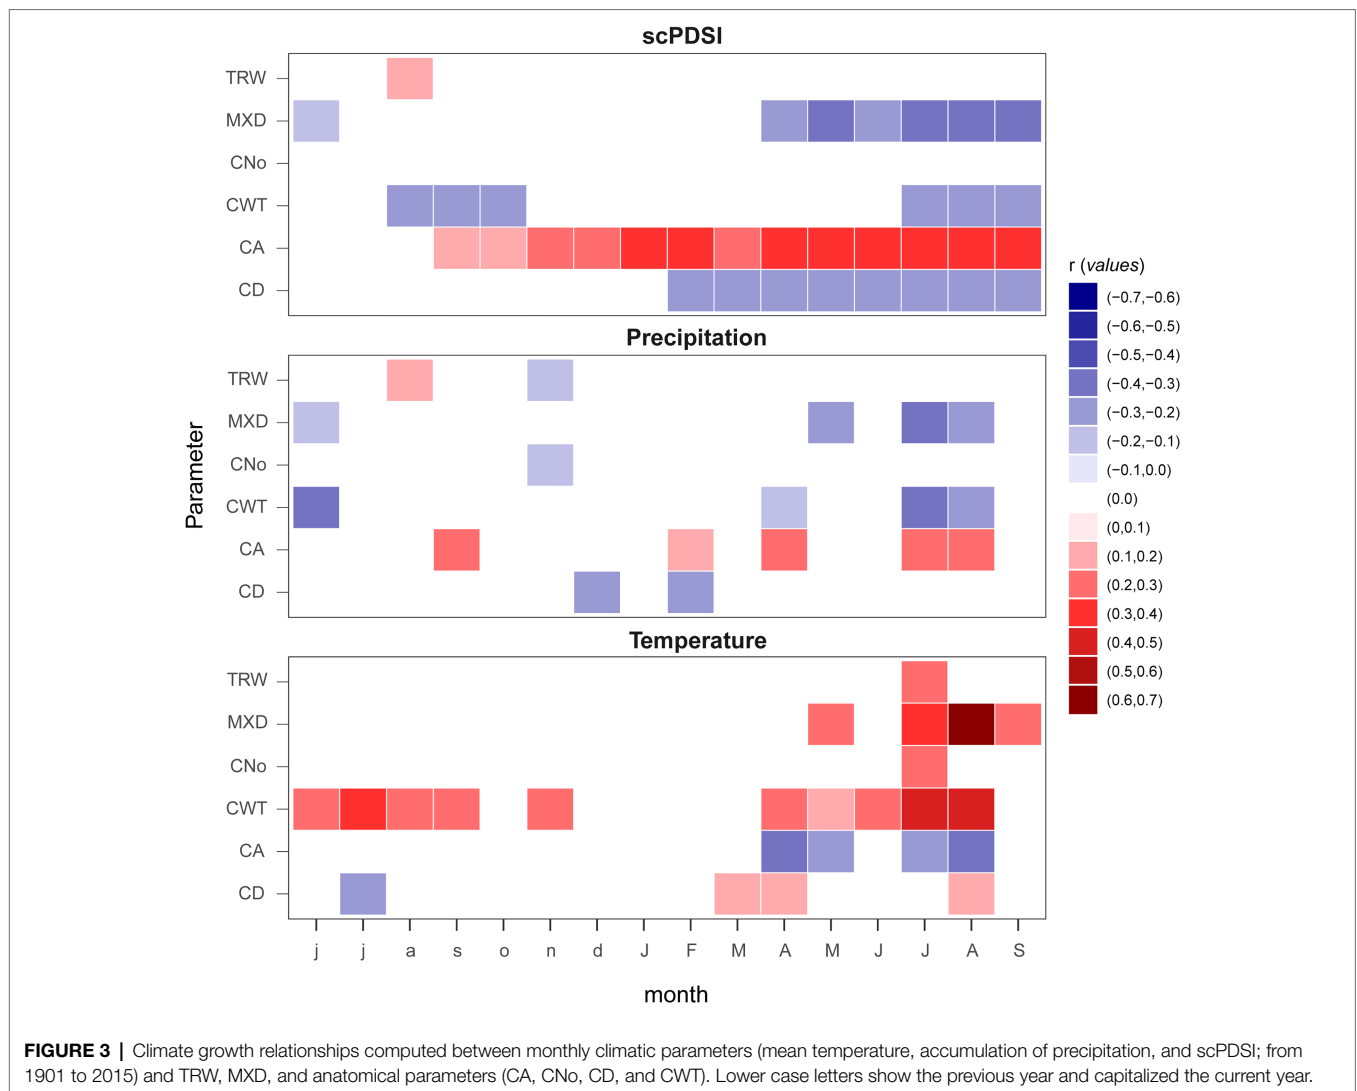 scPDSI
TRW
MXD
CNo
CWT
CA
CD
Precipitation
TRW
MXD
CNo
CWT
CA
CD
Temperature
TRW
MXD
CNo
CWT
CA
CD
Parameter
j j a s o n d J F M A M J J A S
month
r (values)
(−0.7,−0.6)
(−0.6,−0.5)
(−0.5,−0.4)
(−0.4,−0.3)
(−0.3,−0.2)
(−0.2,−0.1)
(−0.1,0.0)
(0.0)
(0,0.1)
(0.1,0.2)
(0.2,0.3)
(0.3,0.4)
(0.4,0.5)
(0.5,0.6)
(0.6,0.7)
FIGURE 3 | Climate growth relationships computed between monthly climatic parameters (mean temperature, accumulation of precipitation, and scPDSI; from
1901 to 2015) and TRW, MXD, and anatomical parameters (CA, CNo, CD, and CWT). Lower case letters show the previous year and capitalized the current year.